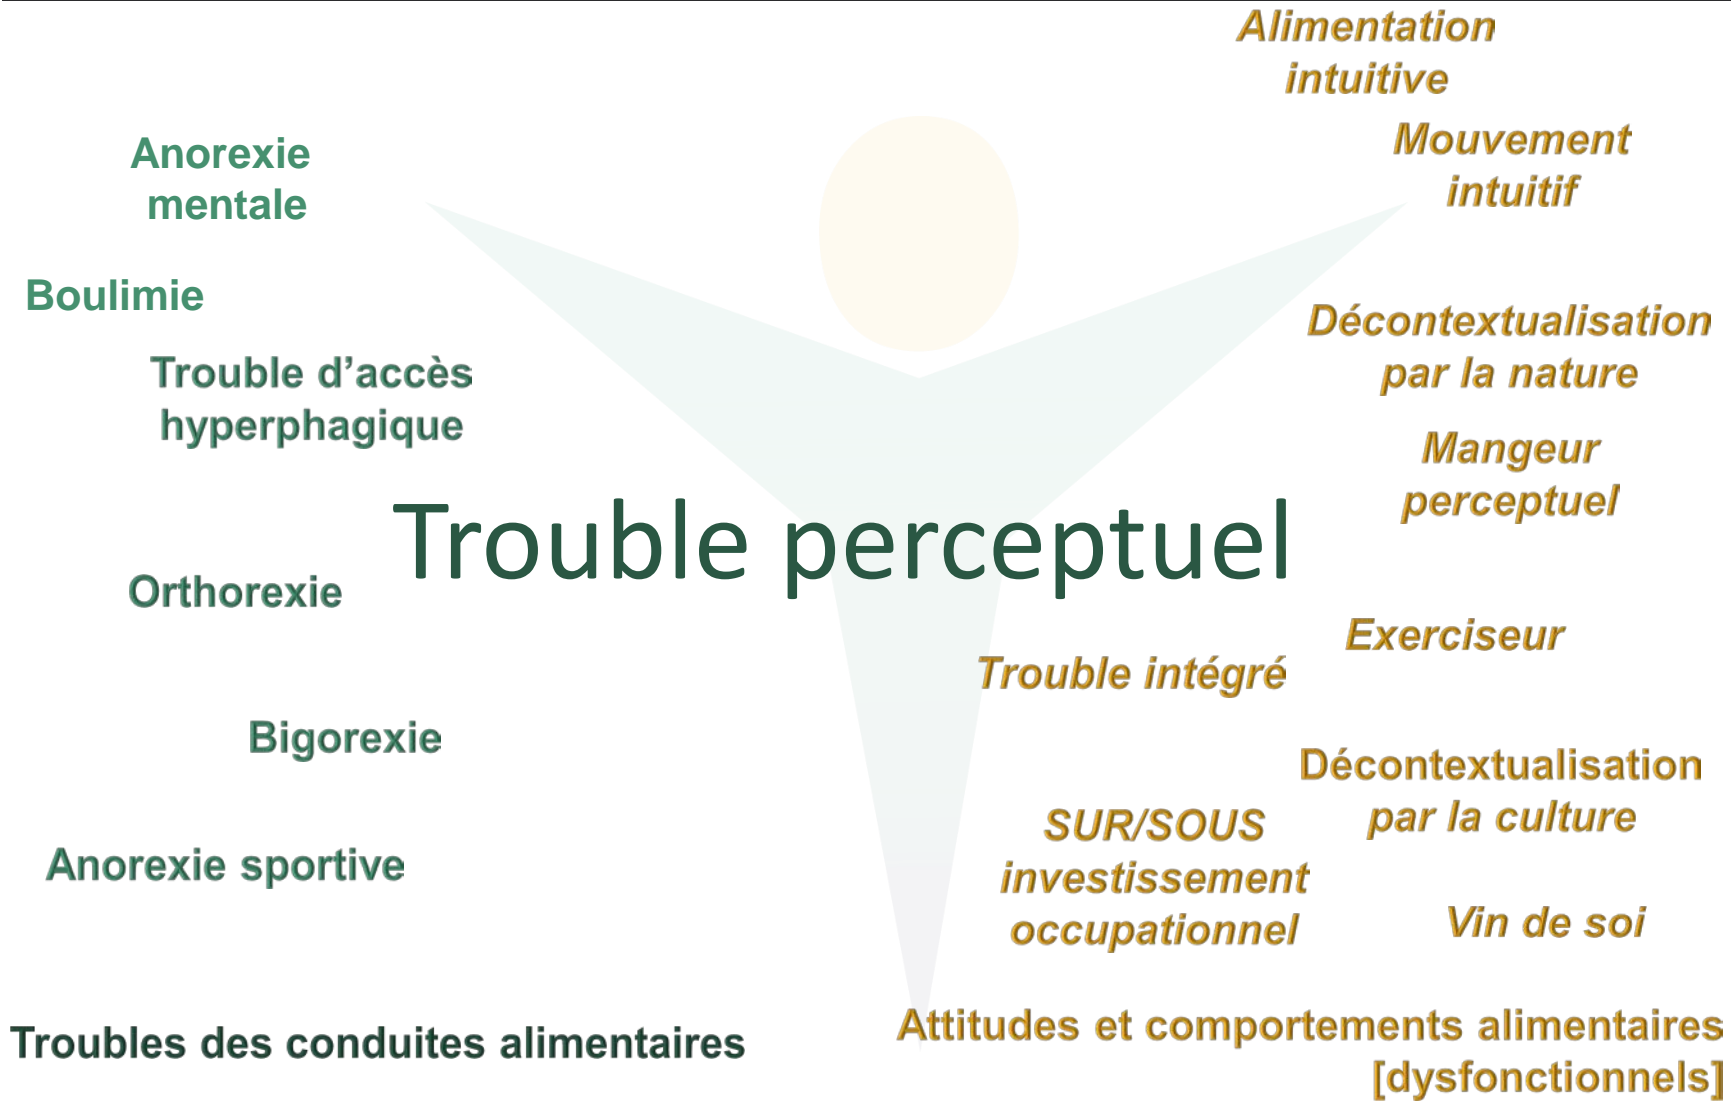 Anorexie
mentale
Boulimie
Trouble d’accès
hyperphagique
Orthorexie
Bigorexie
Anorexie sportive
Troubles des conduites alimentaires
Trouble perceptuel
Alimentation
intuitive
Mouvement
intuitif
Décontextualisation
par la nature
Mangeur
perceptuel
Exerciseur
Trouble intégré
Décontextualisation
par la culture
SUR/SOUS
investissement
occupationnel
Vin de soi
Attitudes et comportements alimentaires
[dysfonctionnels]